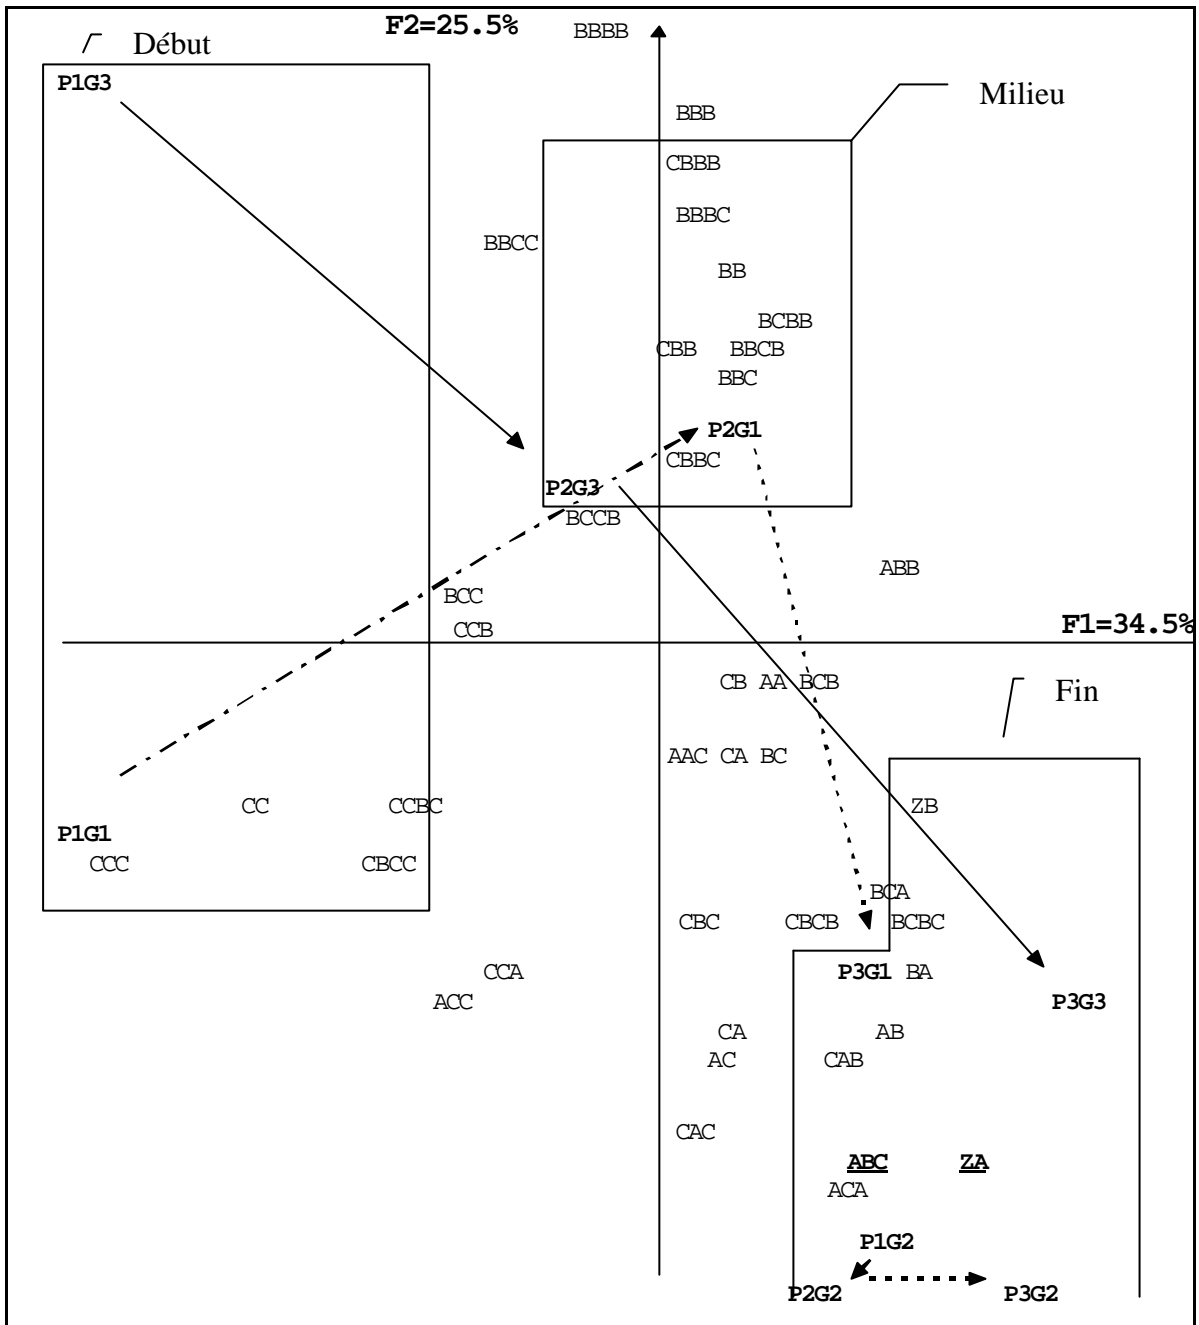 F2=25.5% BBBB
Début
P1G3
Milieu
BBB
CBBB
BBBC
BBCC
BB
BCBB
CBB BBCB
BBC
P2G1
CBBC
P2G3
BCCB
ABB
BCC
CCB
F1=34.5%
CB AA BCB
Fin
AAC CA BC
CC CCBC ZB
P1G1
CCC CBCC
BCA
CBC CBCB BCBC
CCA P3G1 BA
ACC P3G3
CA AB
AC CAB
CAC
ABC ZA
ACA
P1G2
P2G2 P3G2